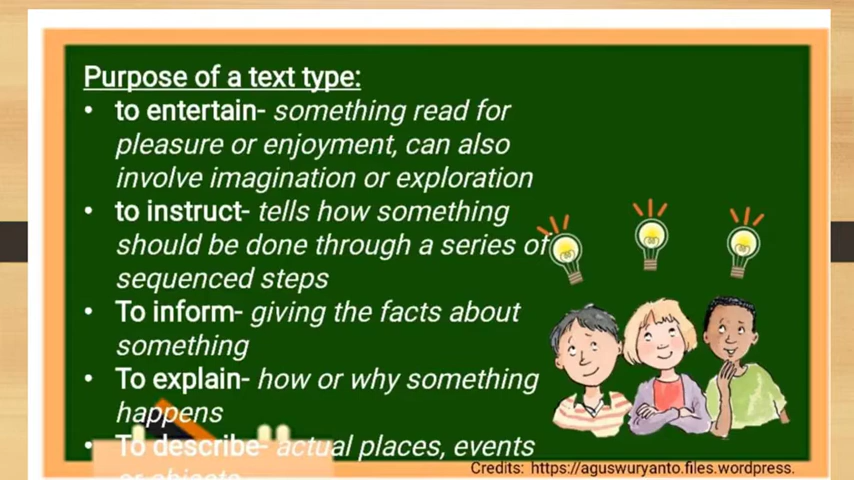 Purpose of a text type:
• to entertain- something read for
pleasure or enjoyment, can also
involve imagination or exploration
• to instruct- tells how something
should be done through a series of
sequenced steps
• To inform- giving the facts about
something
• To explain- how or why something
happens
• To describe- actual places, events
or objects
Credits: https://aguswuryanto.files.wordpress.